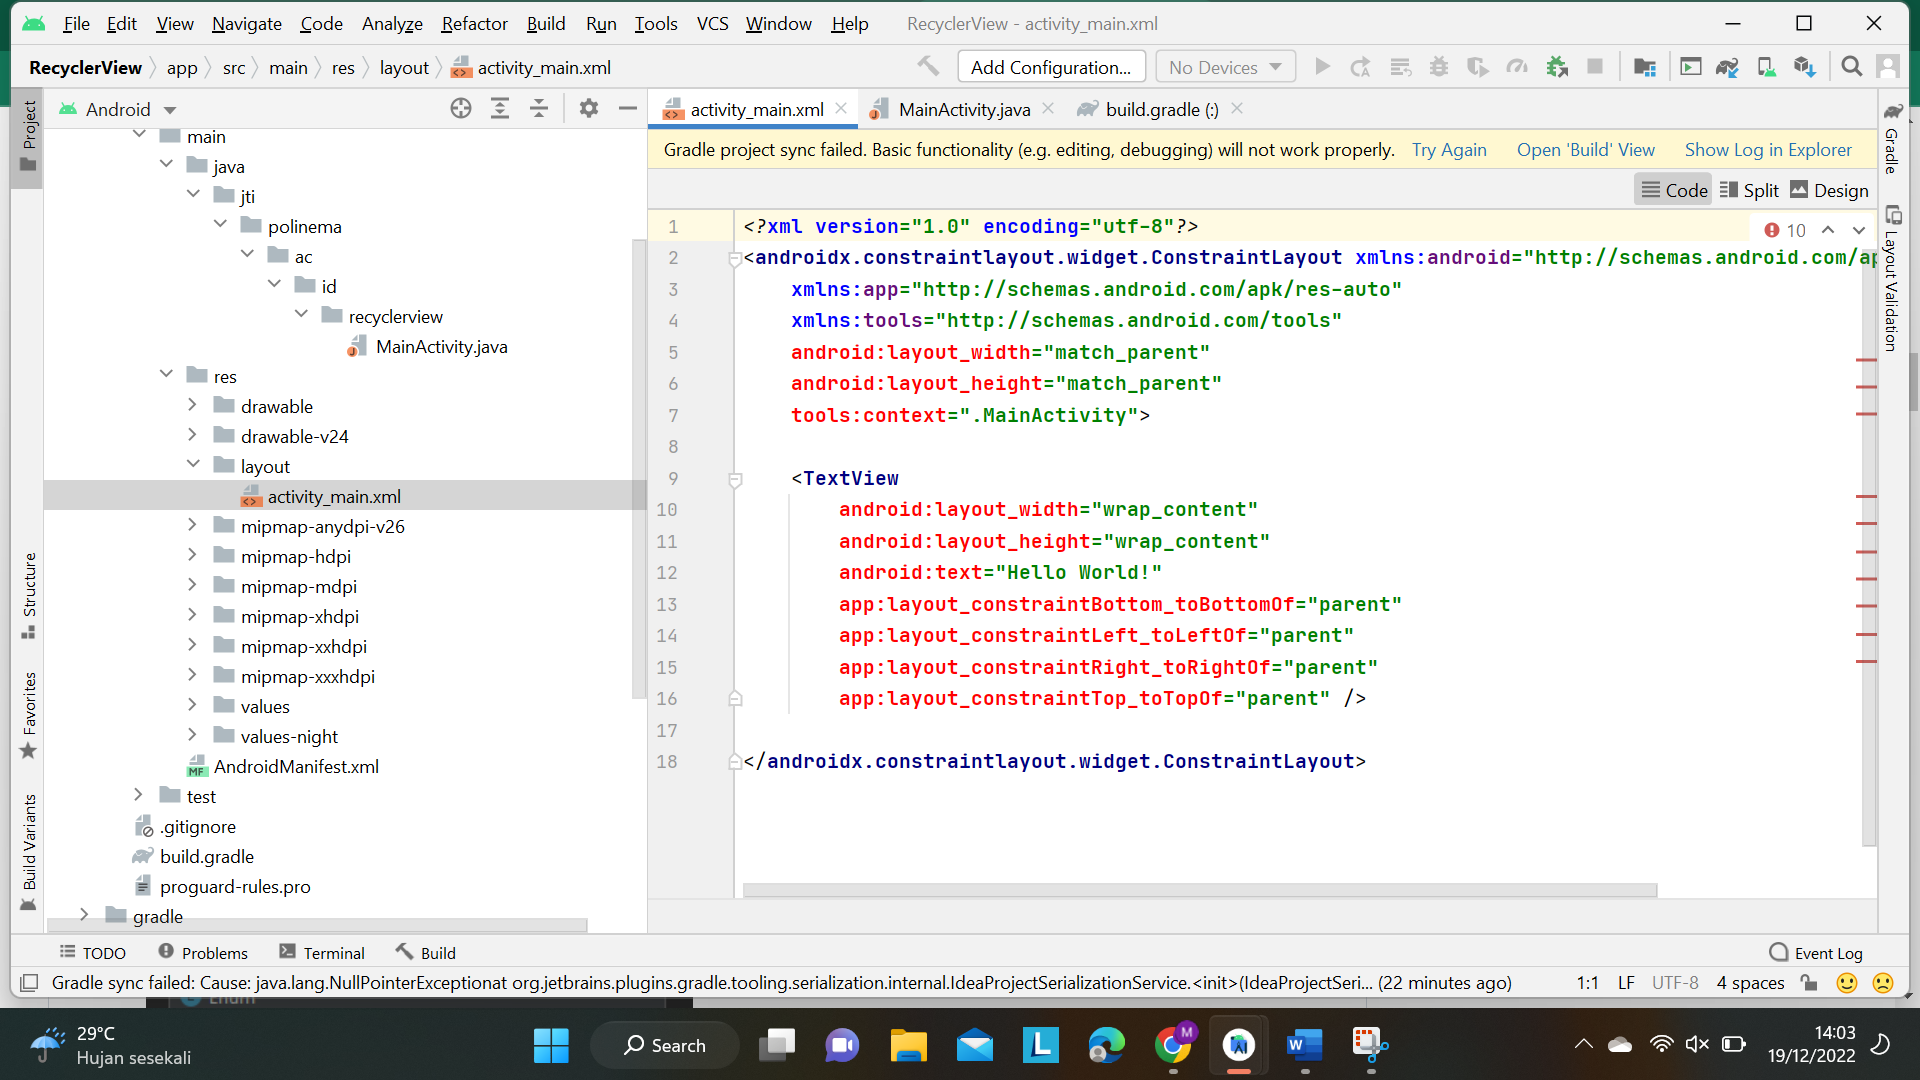 File Edit View Navigate Code Analyze Refactor Build Run Tools VCS Window Help RecyclerView - activity_main.xml
RecyclerView app src main res layout activity_main.xml Add Configuration... No Devices
Android
activity_main.xml MainActivity.java build.gradle (:)
Gradle project sync failed. Basic functionality (e.g. editing, debugging) will not work properly. Try Again Open 'Build' View Show Log in Explorer
Code Split Design
Project
Structure
Favorites
Build Variants
main
java
jti
polinema
ac
id
recyclerview
MainActivity.java
res
drawable
drawable-v24
layout
activity_main.xml
mipmap-anydpi-v26
mipmap-hdpi
mipmap-mdpi
mipmap-xhdpi
mipmap-xxhdpi
mipmap-xxxhdpi
values
values-night
MF AndroidManifest.xml
test
.gitignore
build.gradle
proguard-rules.pro
gradle
10
1 <?xml version="1.0" encoding="utf-8"?>
2 <androidx.constraintlayout.widget.ConstraintLayout xmlns:android="http://schemas.android.com/ap
3 xmlns:app="http://schemas.android.com/apk/res-auto"
4 xmlns:tools="http://schemas.android.com/tools"
5 android:layout_width="match_parent"
6 android:layout_height="match_parent"
7 tools:context=".MainActivity">
8
9 <TextView
10 android:layout_width="wrap_content"
11 android:layout_height="wrap_content"
12 android:text="Hello World!"
13 app:layout_constraintBottom_toBottomOf="parent"
14 app:layout_constraintLeft_toLeftOf="parent"
15 app:layout_constraintRight_toRightOf="parent"
16 app:layout_constraintTop_toTopOf="parent" />
17
18 </androidx.constraintlayout.widget.ConstraintLayout>
Gradle
Layout Validation
TODO Problems Terminal Build Event Log
Gradle sync failed: Cause: java.lang.NullPointerExceptionat org.jetbrains.plugins.gradle.tooling.serialization.internal.IdeaProjectSerializationService.<init>(IdeaProjectSeri... (22 minutes ago) 1:1 LF UTF-8 4 spaces
29°C
Hujan sesekali
Search
M
14:03
19/12/2022